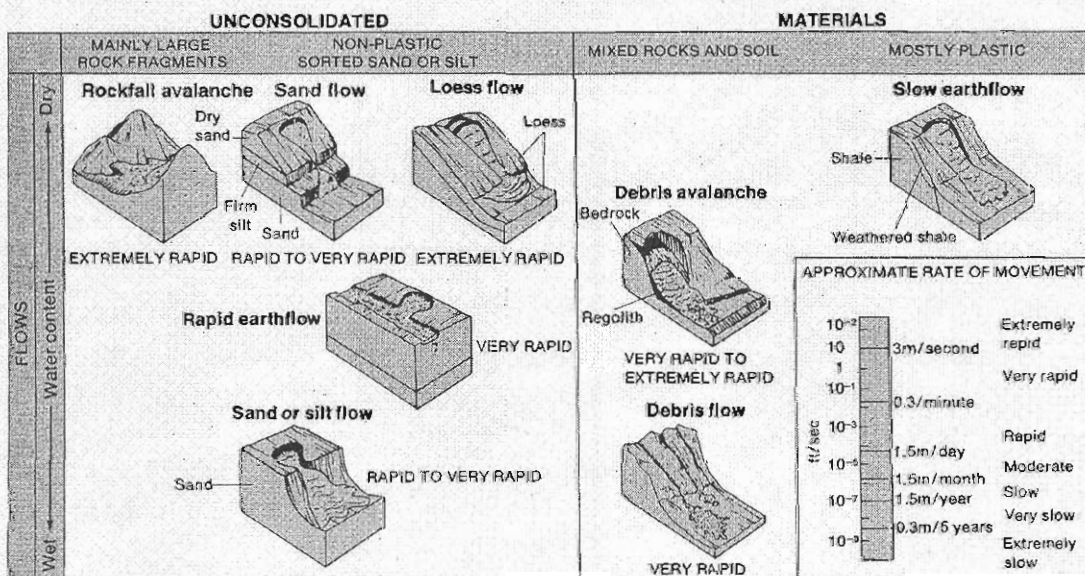 UNCONSOLIDATED
MATERIALS
MAINLY LARGE
ROCK FRAGMENTS
NON-PLASTIC
SORTED SAND OR SILT
MIXED ROCKS AND SOIL
MOSTLY PLASTIC
FLOWS
Dry
Water content
Wet
Rockfall avalanche
EXTREMELY RAPID
Sand flow
Dry
sand
Firm
silt
Sand
RAPID TO VERY RAPID
Loess flow
Loess
EXTREMELY RAPID
Rapid earthflow
VERY RAPID
Sand or silt flow
Sand
RAPID TO VERY RAPID
Debris avalanche
Bedrock
Regolith
VERY RAPID TO
EXTREMELY RAPID
Debris flow
VERY RAPID
Slow earthflow
Shale
Weathered shale
APPROXIMATE RATE OF MOVEMENT
ft/sec
10⁻²
10
1
10⁻¹
10⁻³
10⁻⁵
10⁻⁷
10⁻⁹
3m/second
0.3/minute
1.5m/day
1.5m/month
1.5m/year
0.3m/5 years
Extremely
repid
Very rapid
Rapid
Moderate
Slow
Very slow
Extremely
slow